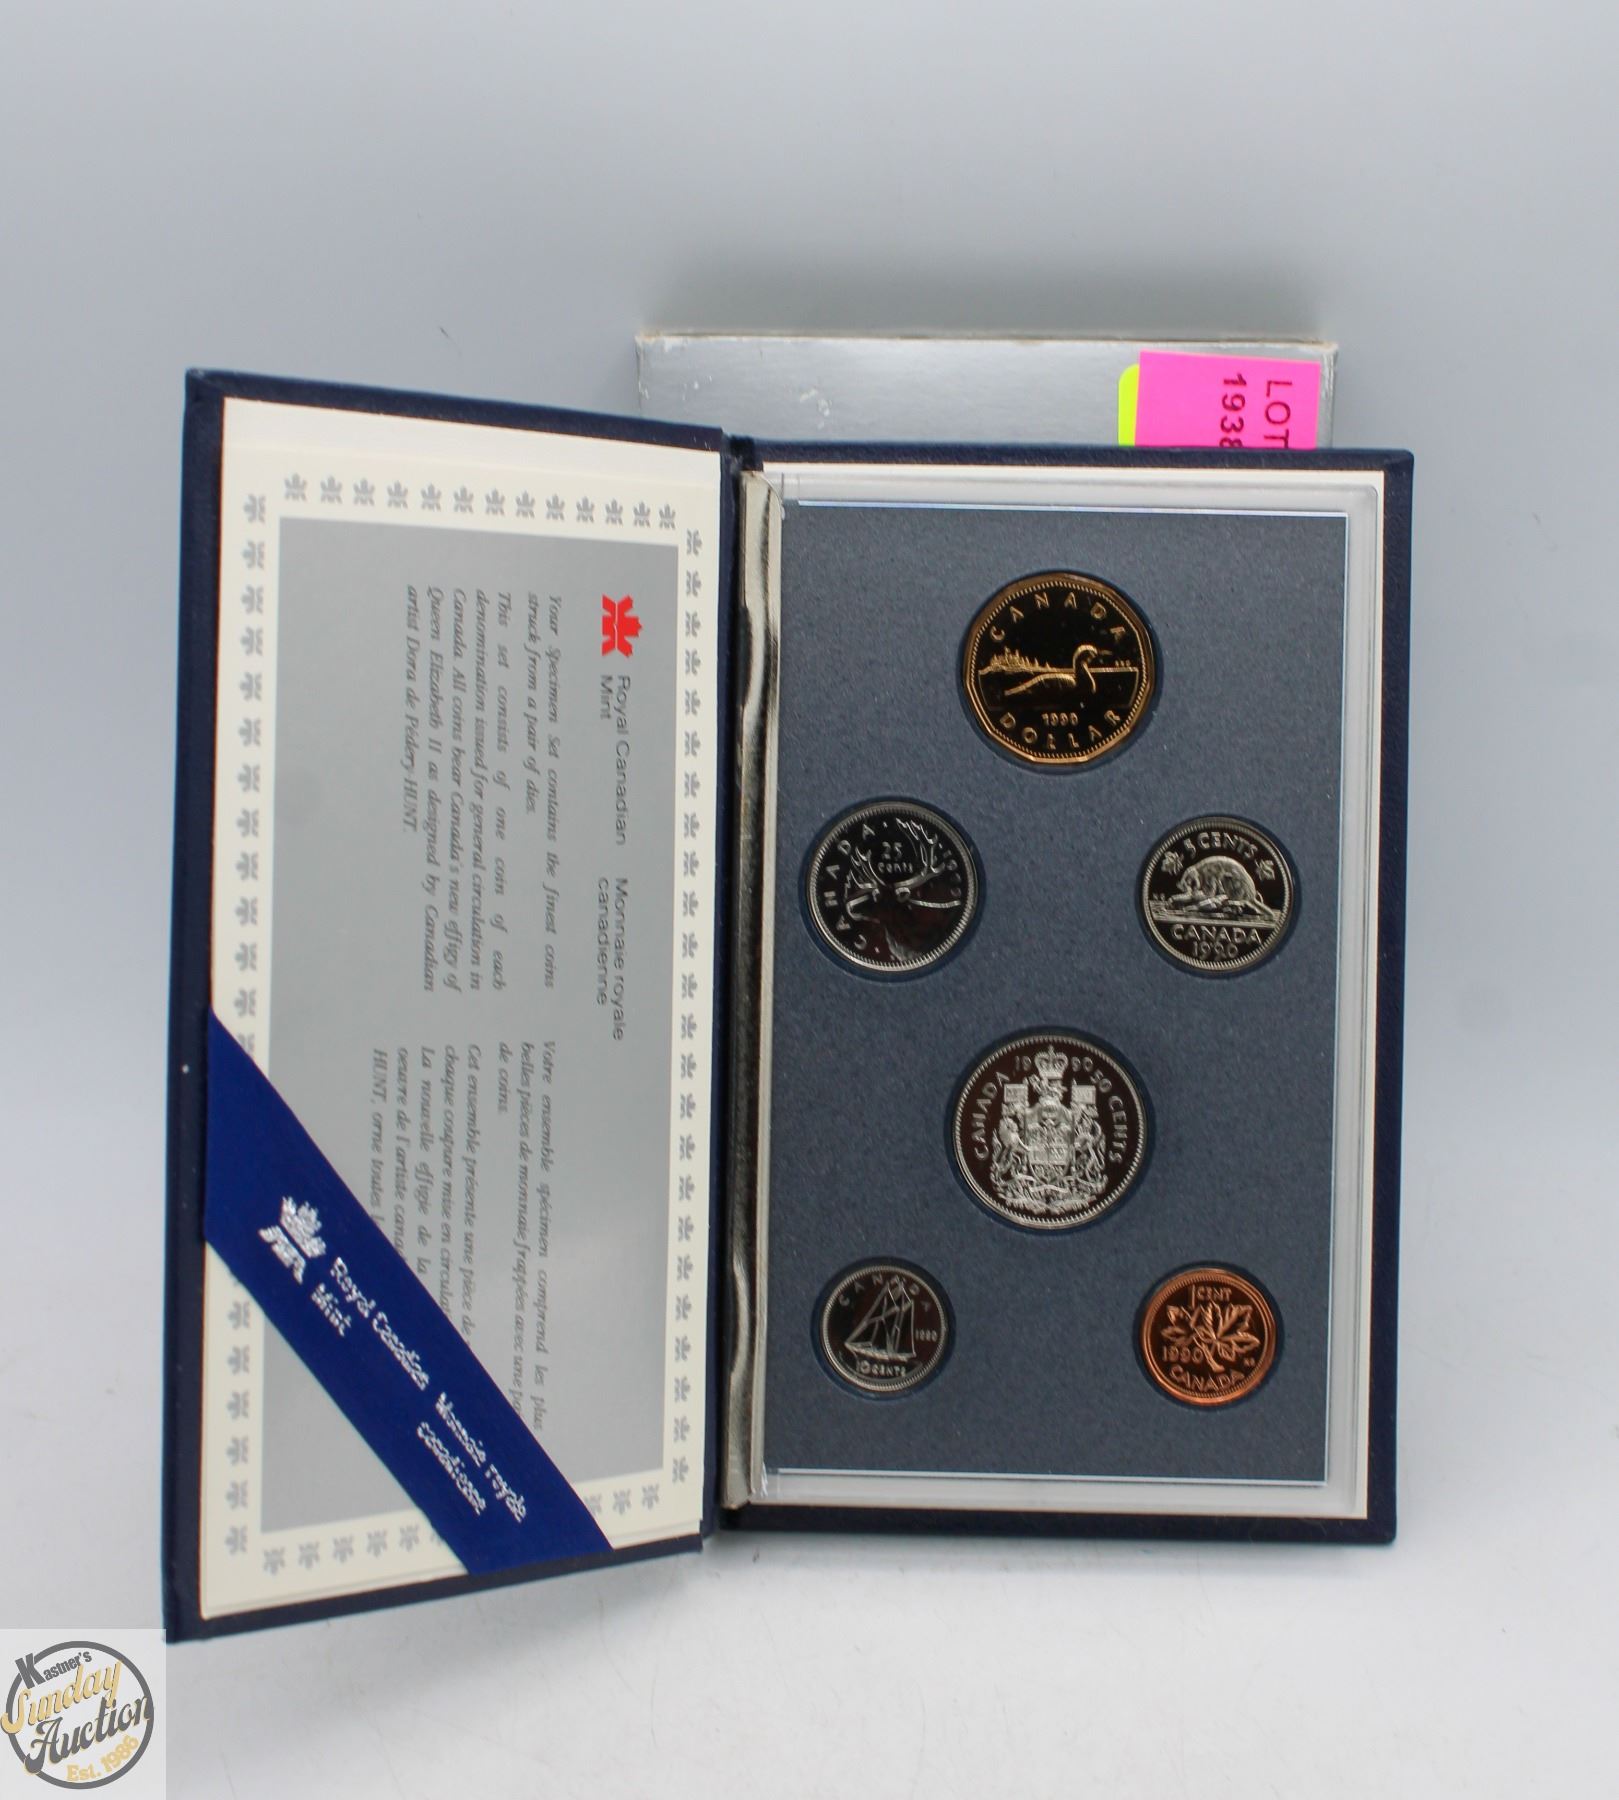 LOT
1938
Royal Canadian
Mint
Monnaie royale
canadienne
Your Specimen Set contains the finest coins
struck from a pair of dies.
This set consists of one coin of each
denomination issued for general circulation in
Canada. All coins bear Canada's new effigy of
Queen Elizabeth II as designed by Canadian
artist Dora de Pédery-HUNT.
Votre ensemble spécimen comprend les plus
belles pièces de monnaie frappées avec une
de coins.
Cet ensemble présente une pièce de
chaque coupure mise en
La nouvelle effige de la
oeuvre de l'artiste
HUNT, orne toutes
Royal Canadian
Mint
Monnaie royale
canadienne
CANADA
1990
DOLLAR
25
cents
CANADA
1990
5 CENTS
CANADA
1990
CANADA 1990 50 CENTS
CANADA
1990
10 CENTS
1 CENT
1990
CANADA
Kastner's
Sunday
Auction
Est. 1986